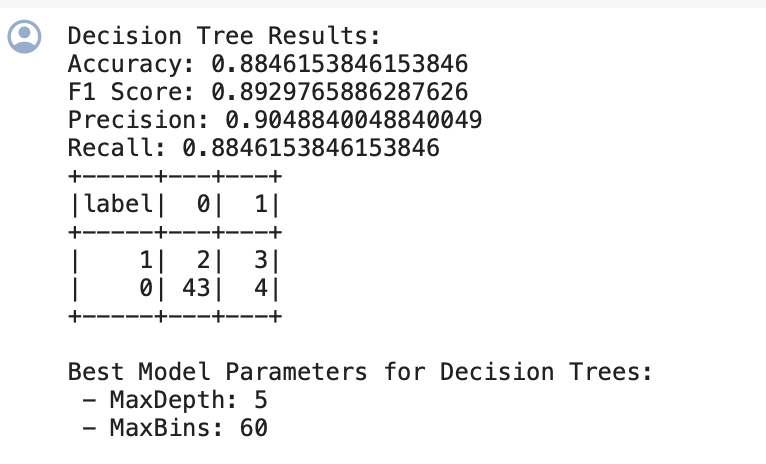 Decision Tree Results:
Accuracy: 0.8846153846153846
F1 Score: 0.8929765886287626
Precision: 0.9048840048840049
Recall: 0.8846153846153846
+-----+---+---+
|label|  0|  1|
+-----+---+---+
|    1|  2|  3|
|    0| 43|  4|
+-----+---+---+
Best Model Parameters for Decision Trees:
 - MaxDepth: 5
 - MaxBins: 60